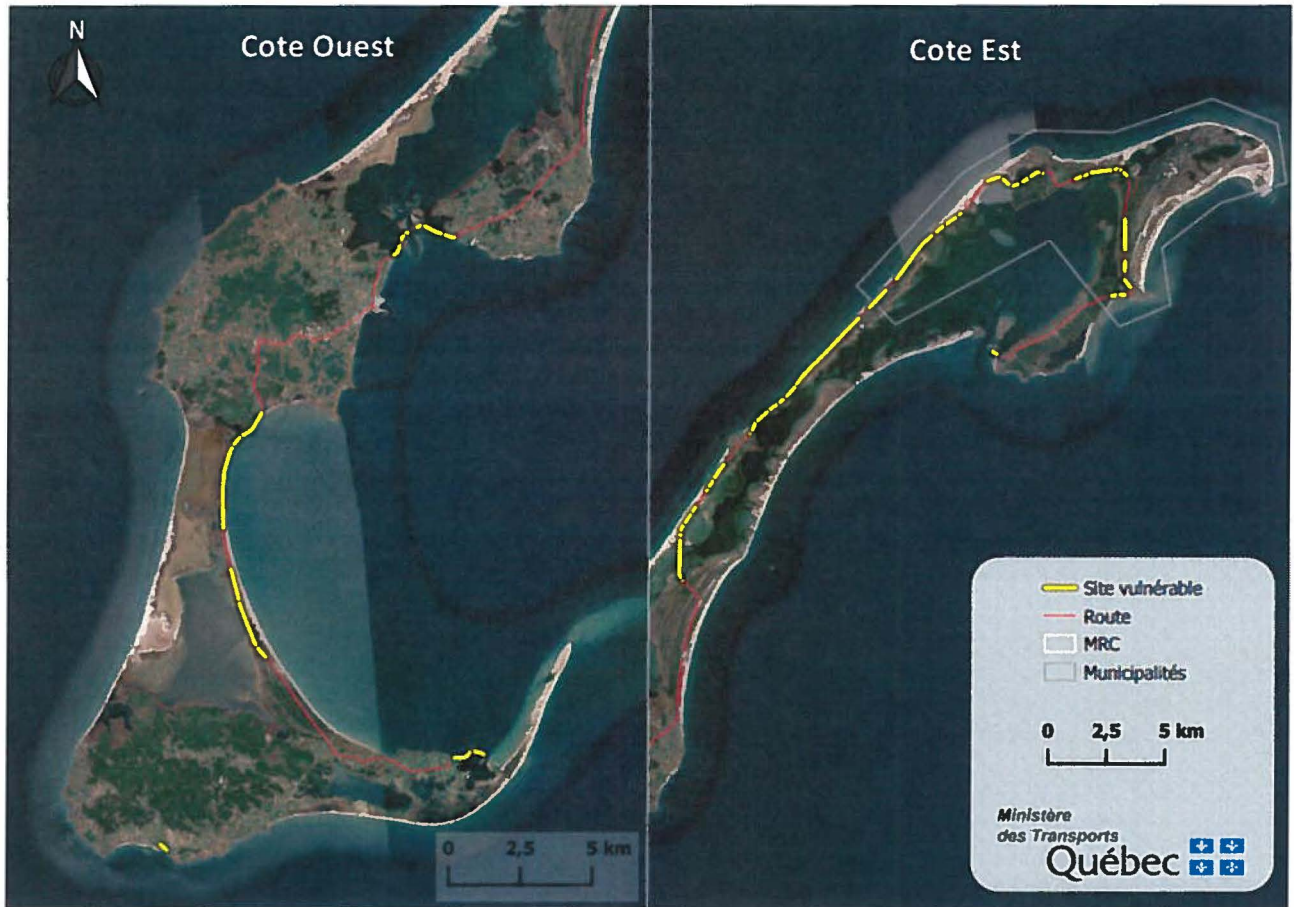 N
Cote Ouest
Cote Est
0 2,5 5 km
Site vulnérable
Route
MRC
Municipalités
0 2,5 5 km
Ministère
des Transports
Québec